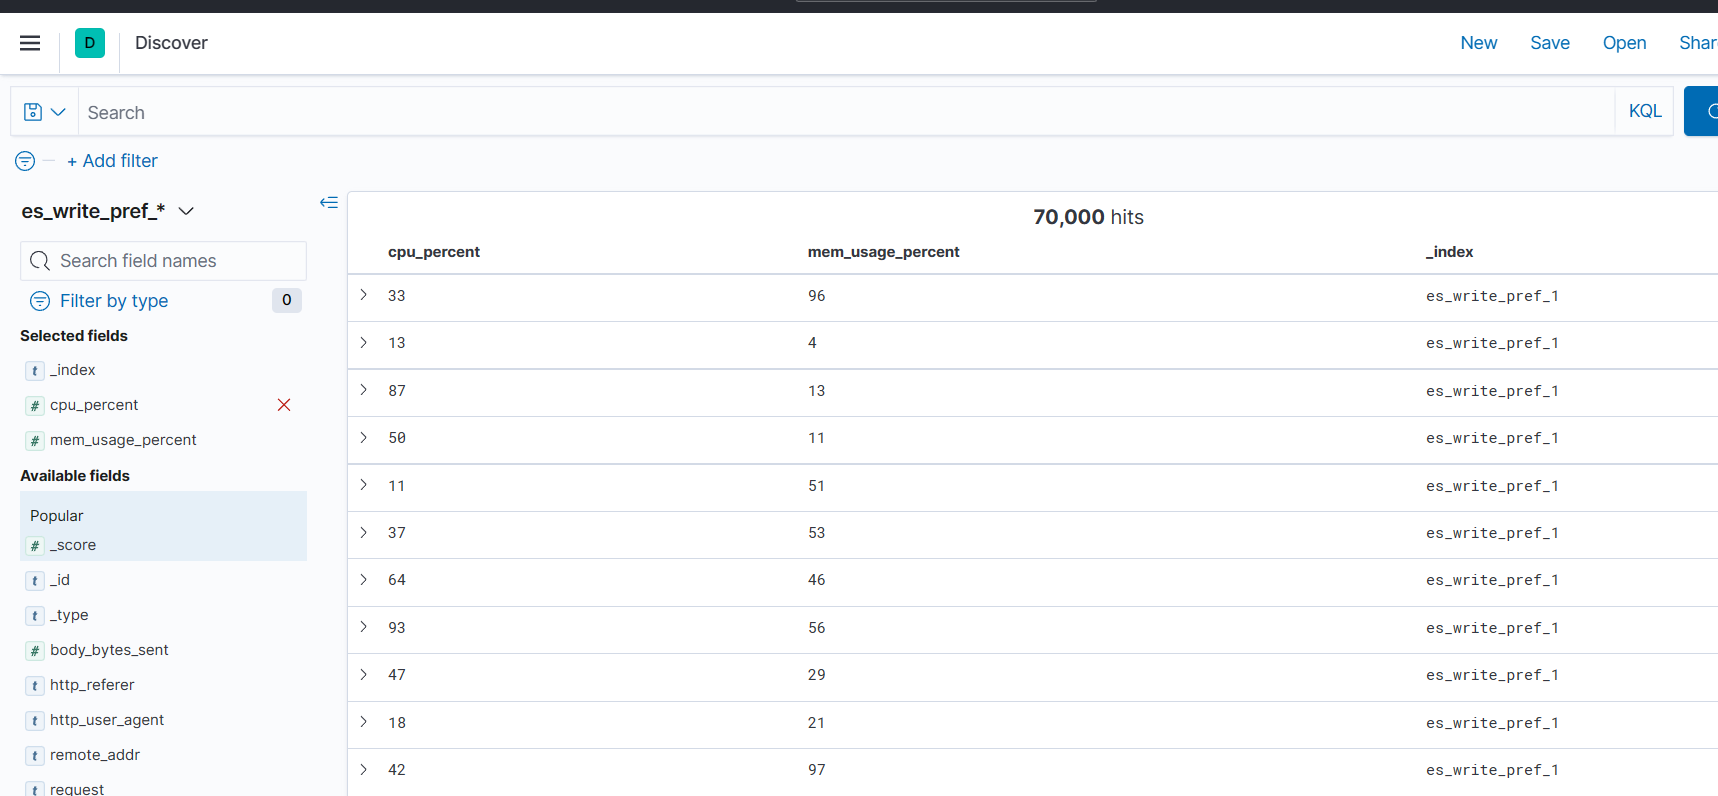 D Discover New Save Open
Search KQL
+ Add filter
es_write_pref_*
70,000 hits
Search field names
Filter by type 0
Selected fields
t _index
# cpu_percent
# mem_usage_percent
Available fields
Popular
# _score
t _id
t _type
# body_bytes_sent
t http_referer
t http_user_agent
t remote_addr
t request
cpu_percent mem_usage_percent _index
33 96 es_write_pref_1
13 4 es_write_pref_1
87 13 es_write_pref_1
50 11 es_write_pref_1
11 51 es_write_pref_1
37 53 es_write_pref_1
64 46 es_write_pref_1
93 56 es_write_pref_1
47 29 es_write_pref_1
18 21 es_write_pref_1
42 97 es_write_pref_1